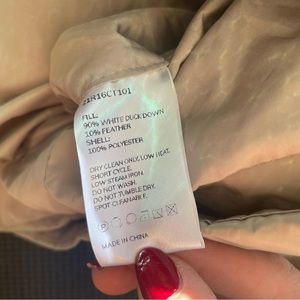 21R16CT101
FILL:
90% WHITE DUCK DOWN
10% FEATHER
SHELL:
100% POLYESTER
DRY CLEAN ONLY, LOW HEAT,
SHORT CYCLE.
LOW STEAM IRON
DO NOT WASH.
DO NOT TUMBLE DRY.
SPOT CLEANABLE.
MADE IN CHINA